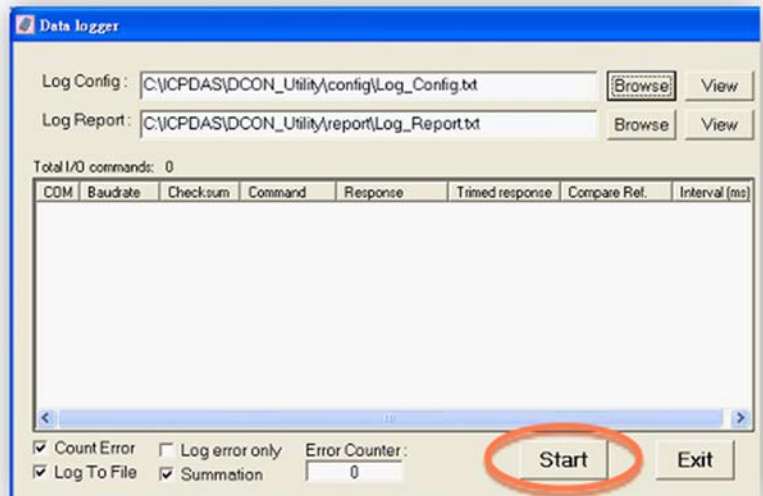 Data logger
Log Config : C:\ICPDAS\DCON_Utility\config\Log_Config.txt Browse View
Log Report : C:\ICPDAS\DCON_Utility\report\Log_Report.txt Browse View
Total I/O commands: 0
COM Baudrate Checksum Command Response Trimed response Compare Ref. Interval (ms)
Count Error Log error only Error Counter :
Log To File Summation 0 Start Exit